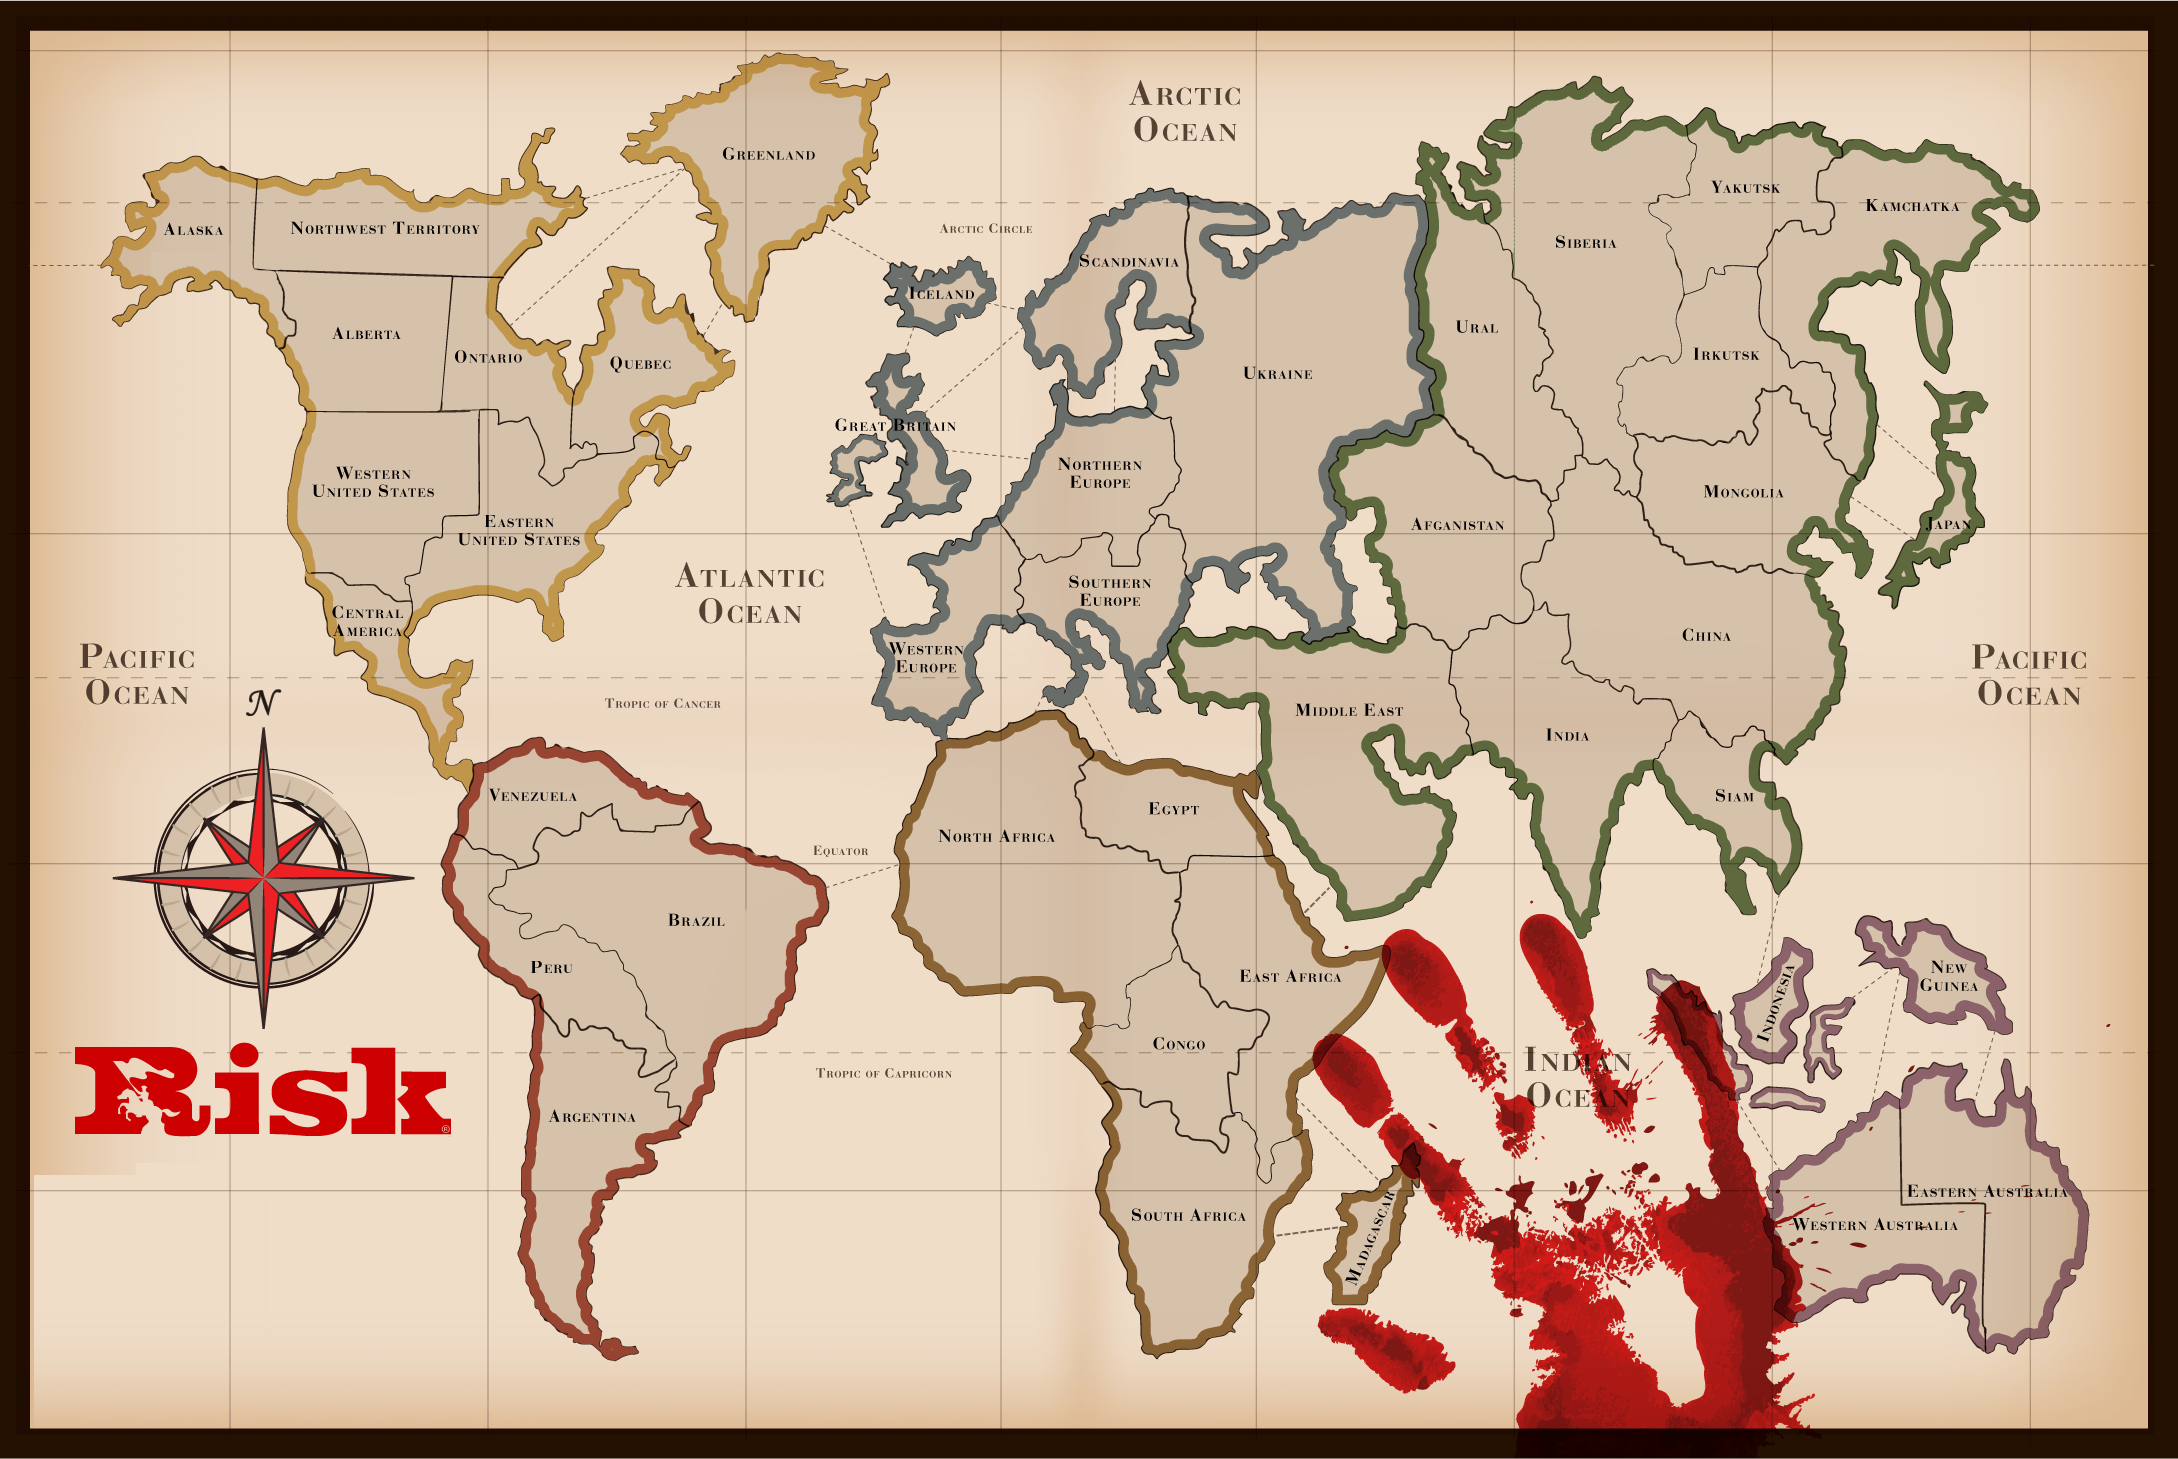 Arctic
Ocean
Greenland
Alaska
Northwest Territory
Arctic Circle
Yakutsk
Kamchatka
Siberia
Scandinavia
Iceland
Alberta
Ontario
Quebec
Ural
Irkutsk
Ukraine
Great Britain
Western
United States
Northern
Europe
Mongolia
Eastern
United States
Afganistan
Japan
Atlantic
Ocean
Southern
Europe
Central
America
China
Pacific
Ocean
Western
Europe
Pacific
Ocean
N
Tropic of Cancer
Middle East
India
Venezuela
Siam
Egypt
North Africa
Equator
Brazil
Peru
East Africa
New
Guinea
Indonesia
Congo
Indian
Ocean
Tropic of Capricorn
Risk®
Argentina
South Africa
Madagascar
Eastern Australia
Western Australia